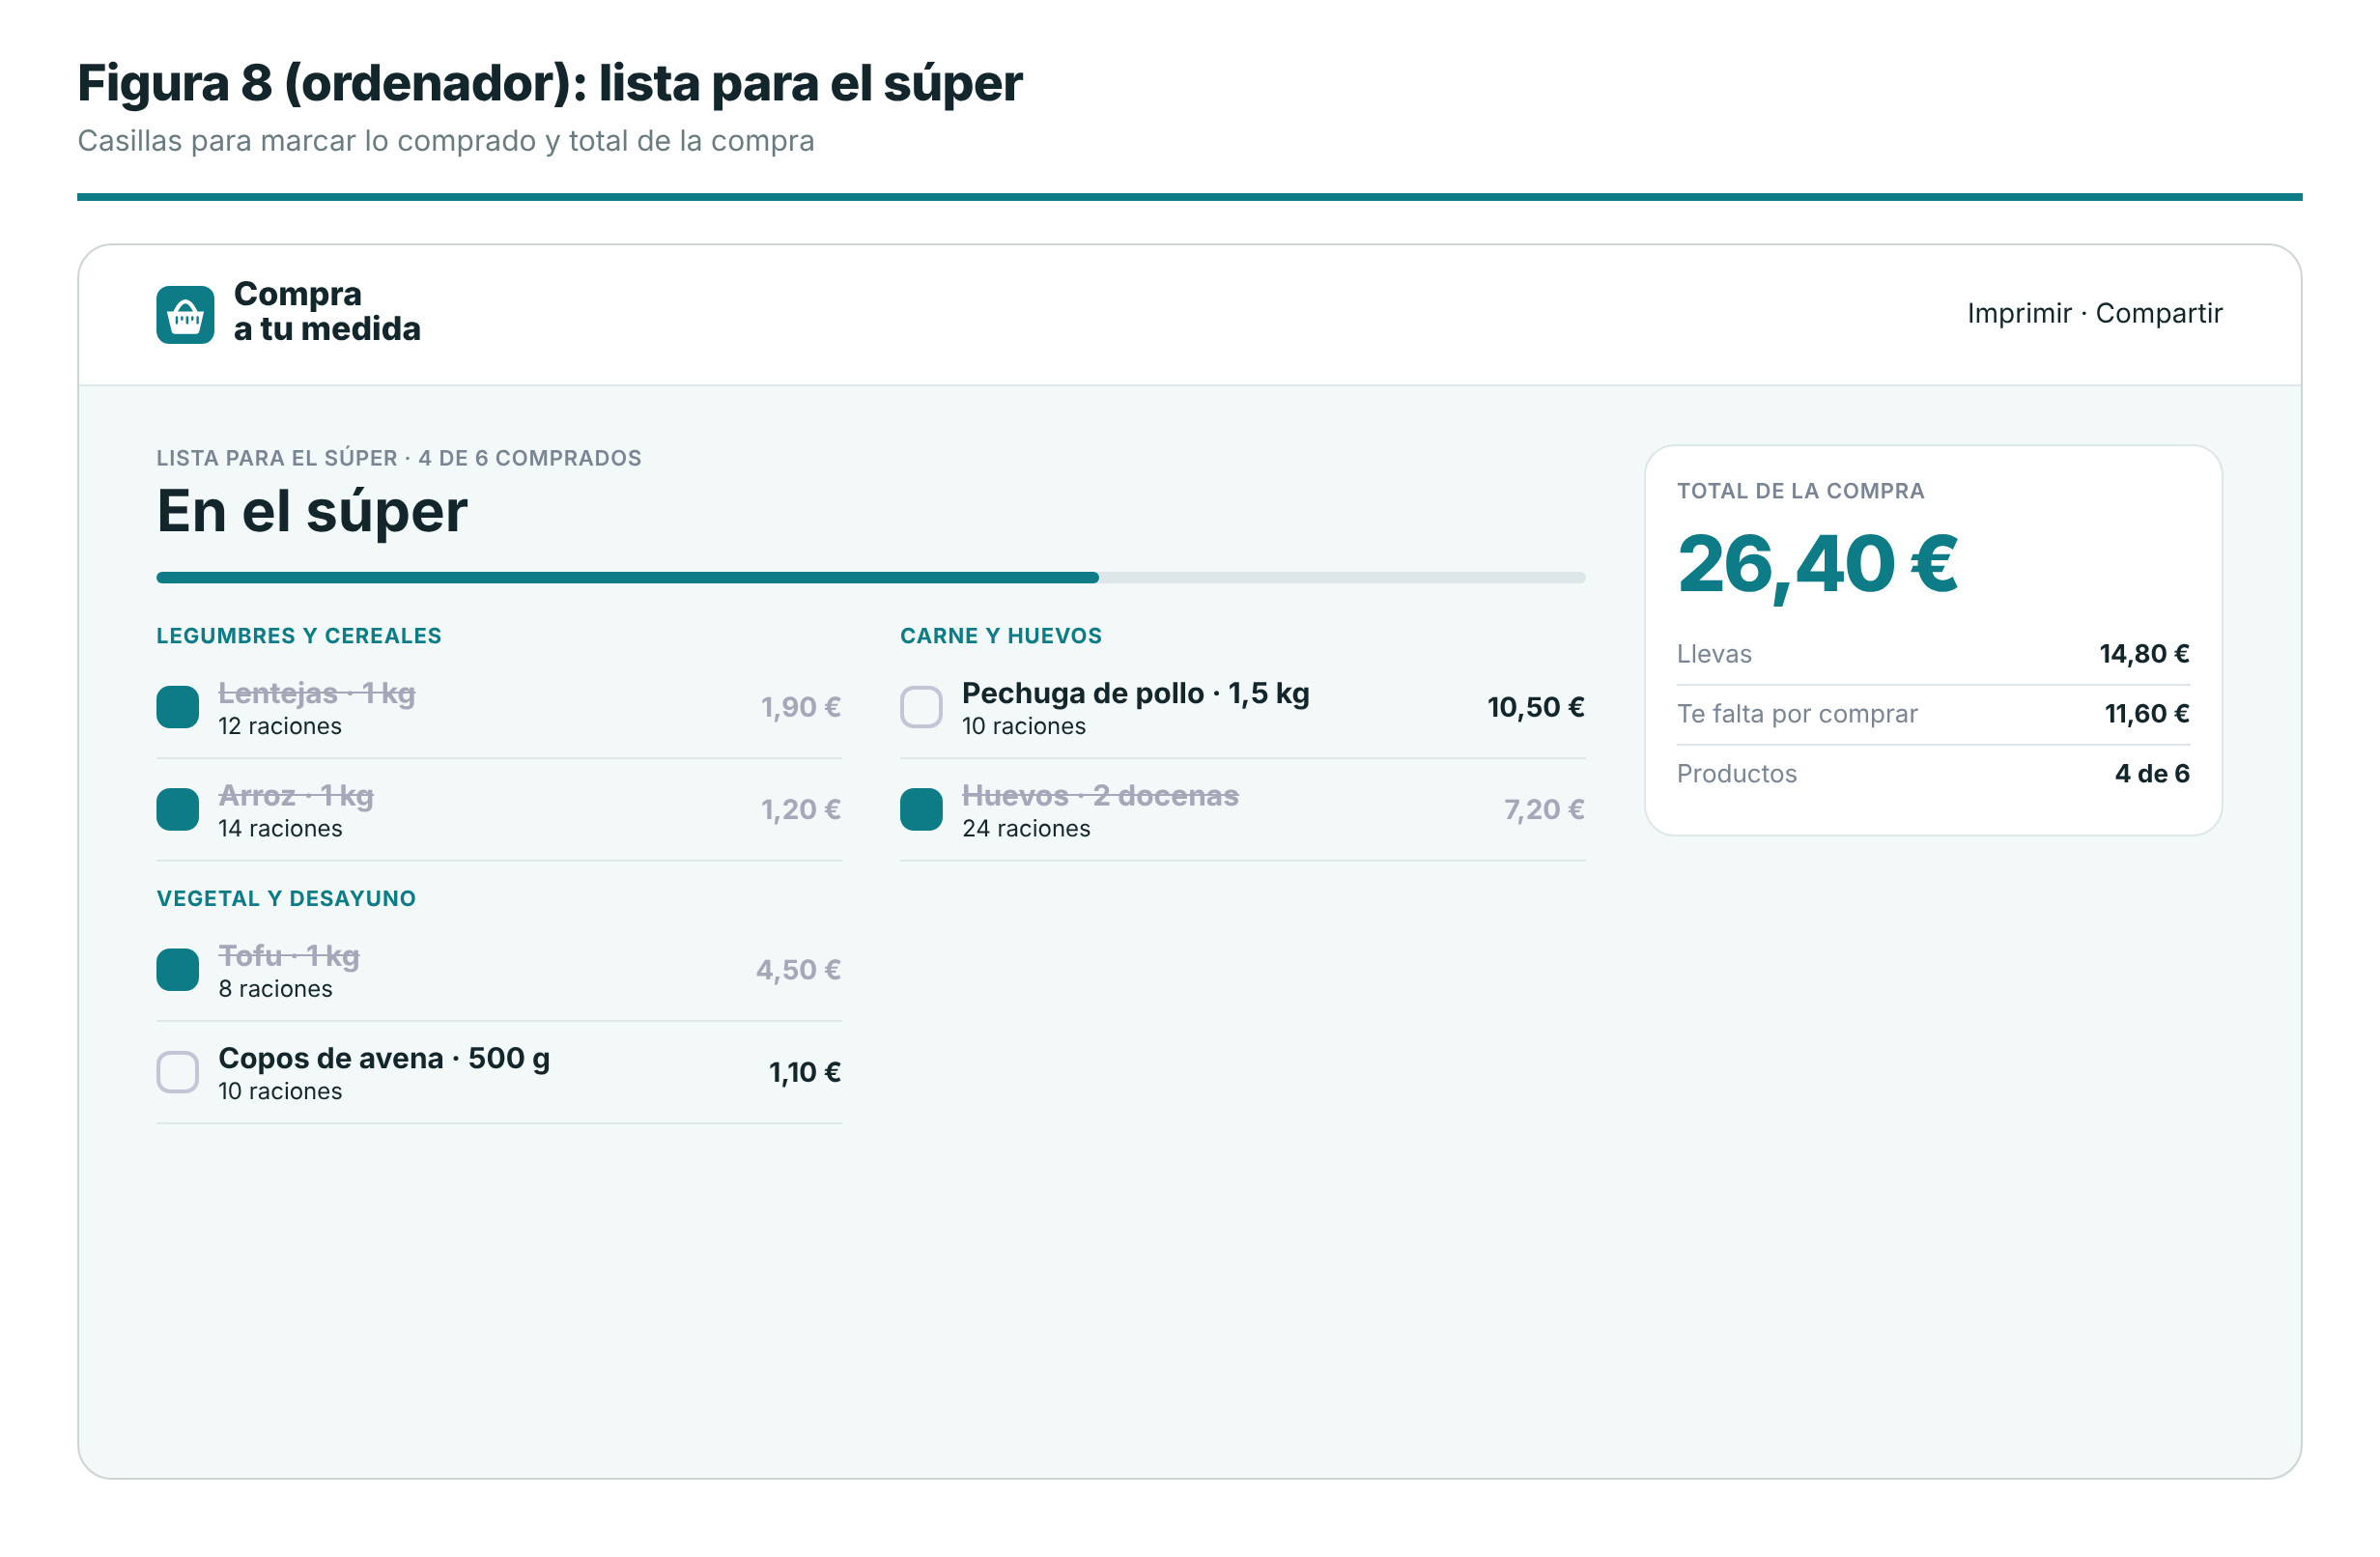 Figura 8 (ordenador): lista para el súper
Casillas para marcar lo comprado y total de la compra
Compra
a tu medida
Imprimir · Compartir
LISTA PARA EL SÚPER · 4 DE 6 COMPRADOS
En el súper
LEGUMBRES Y CEREALES
Lentejas · 1 kg
12 raciones
1,90 €
Arroz · 1 kg
14 raciones
1,20 €
VEGETAL Y DESAYUNO
Tofu · 1 kg
8 raciones
4,50 €
Copos de avena · 500 g
10 raciones
1,10 €
CARNE Y HUEVOS
Pechuga de pollo · 1,5 kg
10 raciones
10,50 €
Huevos · 2 docenas
24 raciones
7,20 €
TOTAL DE LA COMPRA
26,40 €
Llevas 14,80 €
Te falta por comprar 11,60 €
Productos 4 de 6